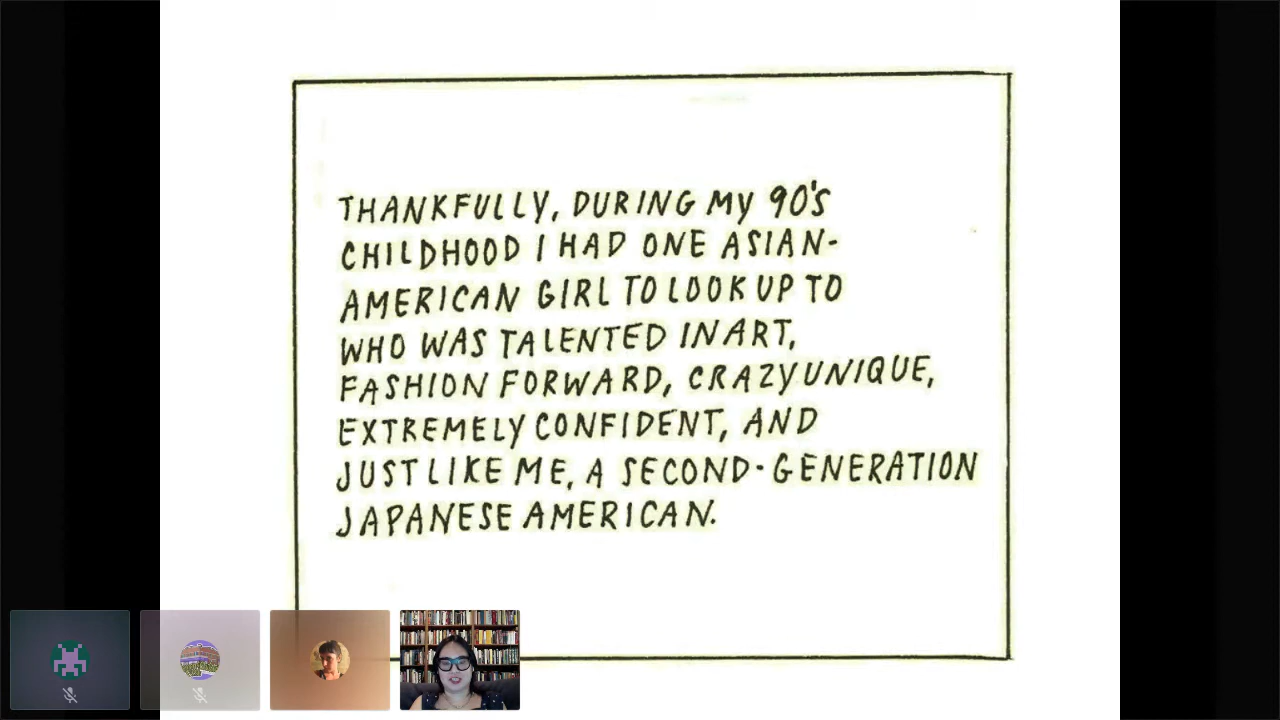 THANKFULLY, DURING MY 90'S
CHILDHOOD I HAD ONE ASIAN-
AMERICAN GIRL TO LOOK UP TO
WHO WAS TALENTED IN ART,
FASHION FORWARD, CRAZY UNIQUE,
EXTREMELY CONFIDENT, AND
JUST LIKE ME, A SECOND-GENERATION
JAPANESE AMERICAN.